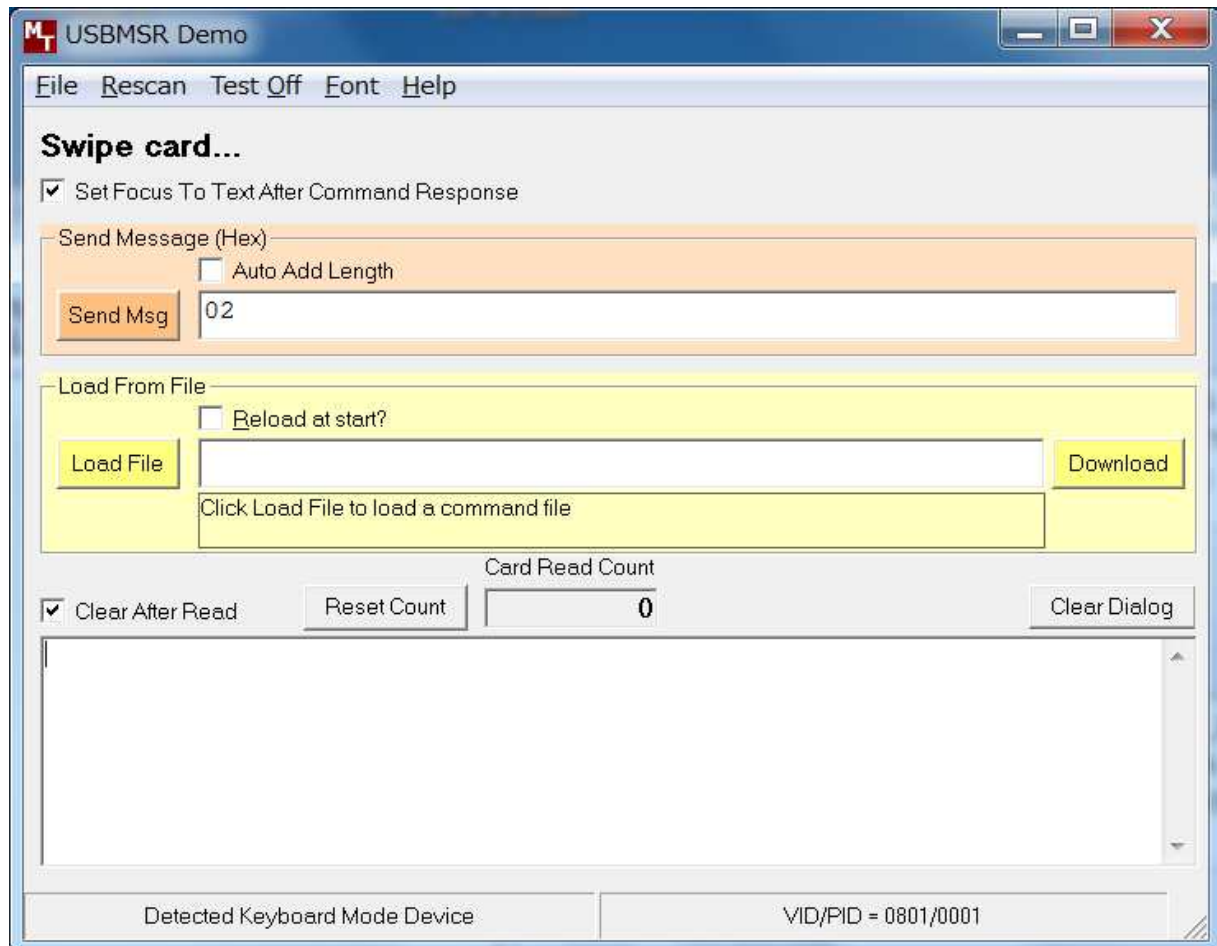 MT USBMSR Demo
File Rescan Test Off Font Help
Swipe card...
Set Focus To Text After Command Response
Send Message (Hex)
Auto Add Length
Send Msg 02
Load From File
Reload at start?
Load File Download
Click Load File to load a command file
Card Read Count
Clear After Read Reset Count 0 Clear Dialog
Detected Keyboard Mode Device VID/PID = 0801/0001